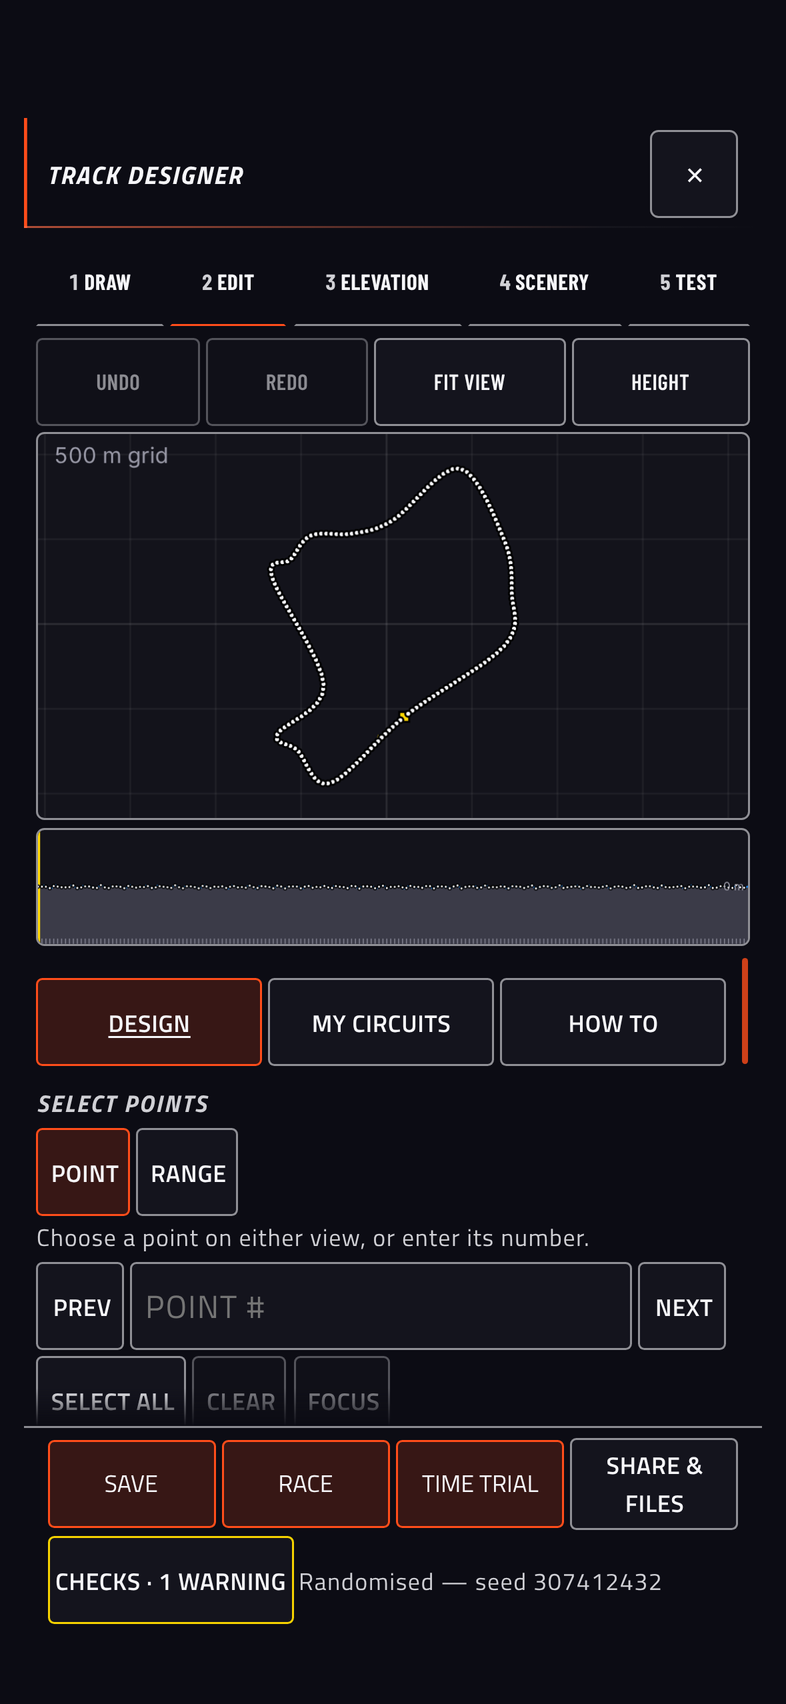 TRACK DESIGNER
×
1 DRAW 2 EDIT 3 ELEVATION 4 SCENERY 5 TEST
UNDO REDO FIT VIEW HEIGHT
500 m grid
0 m
DESIGN MY CIRCUITS HOW TO
SELECT POINTS
POINT RANGE
Choose a point on either view, or enter its number.
PREV POINT # NEXT
SELECT ALL CLEAR FOCUS
SAVE RACE TIME TRIAL SHARE &
FILES
CHECKS · 1 WARNING Randomised — seed 307412432